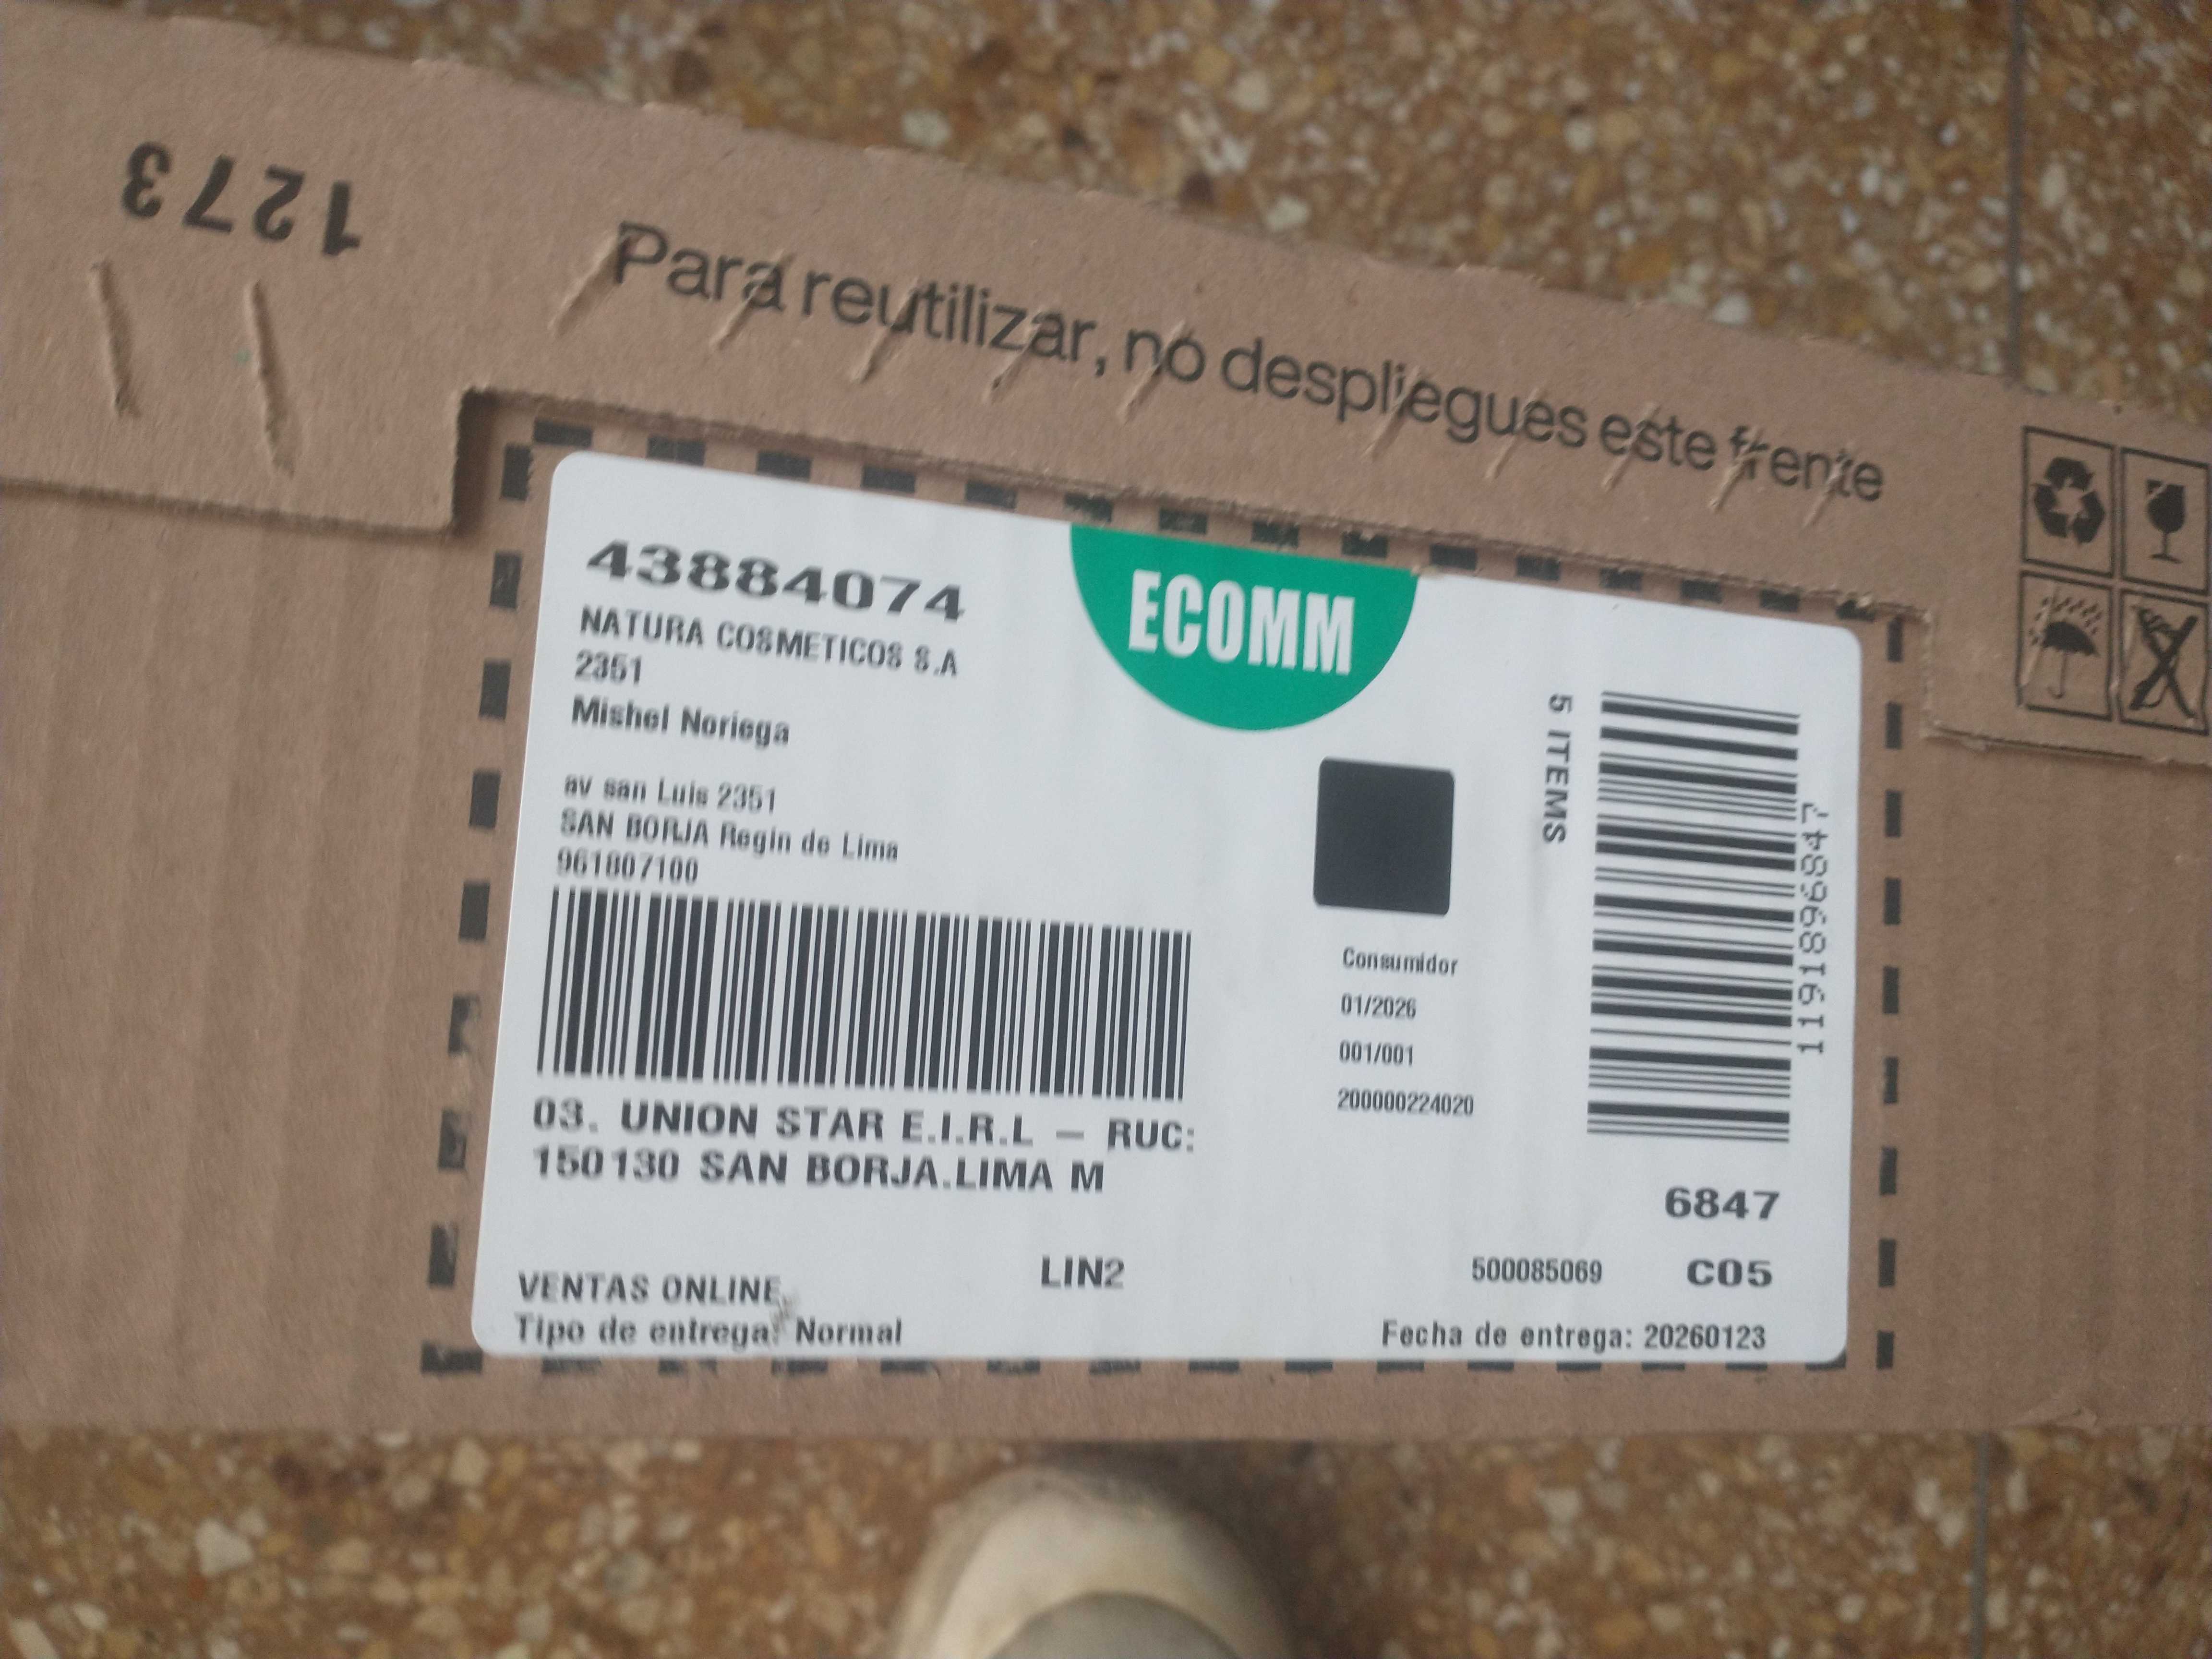 1273
Para reutilizar, no despliegues este frente
43884074
ECOMM
NATURA COSMETICOS S.A
2351
Mishel Noriega
av san Luis 2351
SAN BORJA Regin de Lima
961807100
5 ITEMS
1191896847
Consumidor
01/2026
001/001
200000224020
03. UNION STAR E.I.R.L – RUC:
150130 SAN BORJA.LIMA M
6847
VENTAS ONLINE
LIN2
500085069
C05
Tipo de entrega: Normal
Fecha de entrega: 20260123